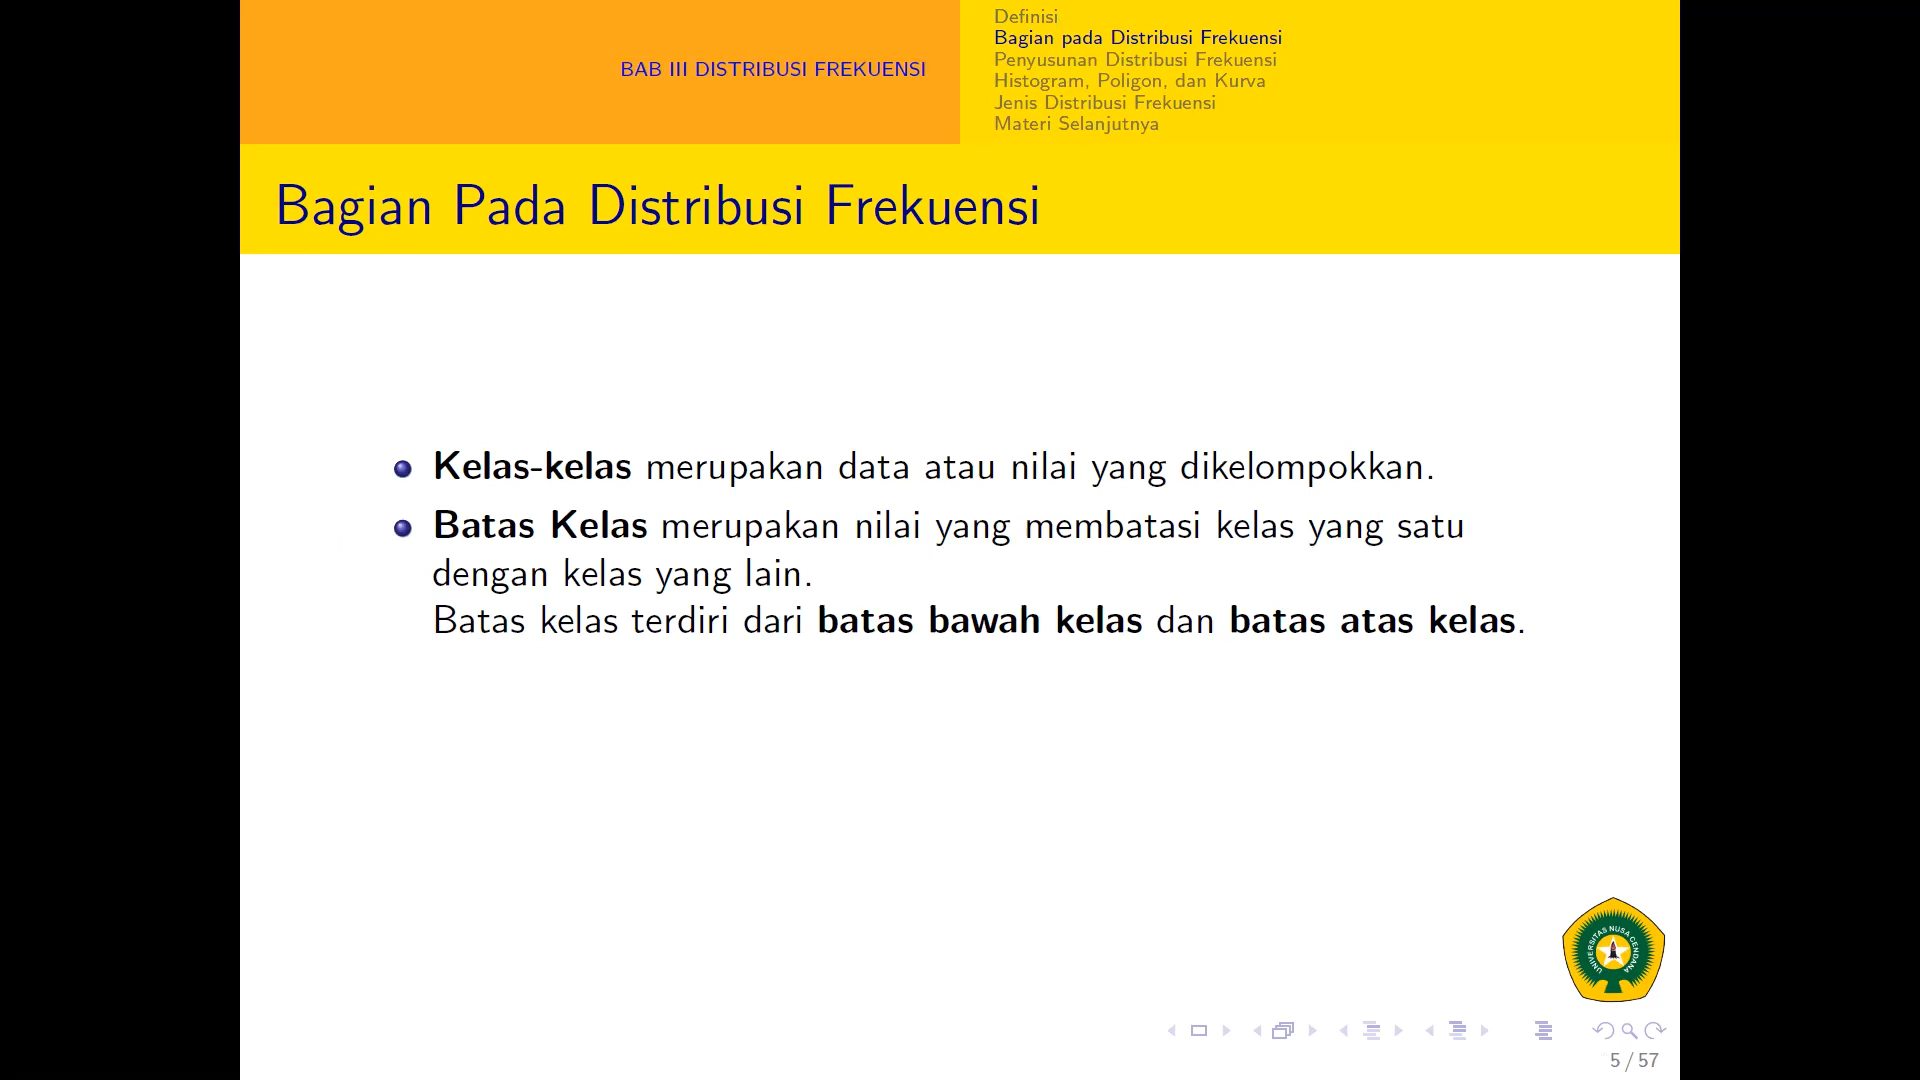 BAB III DISTRIBUSI FREKUENSI
Definisi
Bagian pada Distribusi Frekuensi
Penyusunan Distribusi Frekuensi
Histogram, Poligon, dan Kurva
Jenis Distribusi Frekuensi
Materi Selanjutnya
Bagian Pada Distribusi Frekuensi
Kelas-kelas merupakan data atau nilai yang dikelompokkan.
Batas Kelas merupakan nilai yang membatasi kelas yang satu
dengan kelas yang lain.
Batas kelas terdiri dari batas bawah kelas dan batas atas kelas.
UNIVERSITAS NUSA CENDANA
5 / 57